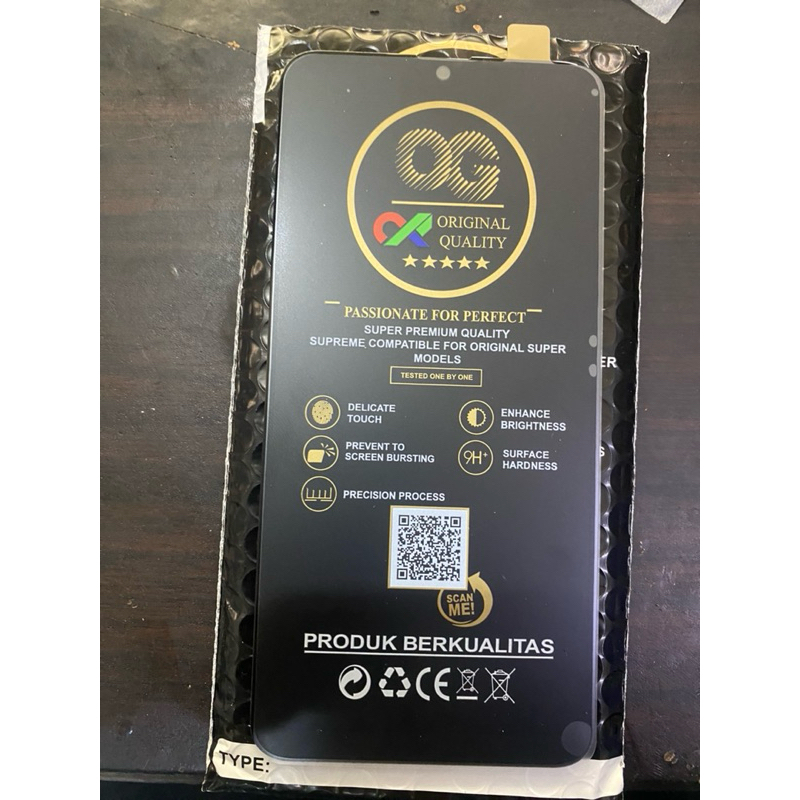 OG
ORIGINAL
QUALITY
PASSIONATE FOR PERFECT
SUPER PREMIUM QUALITY
SUPREME COMPATIBLE FOR ORIGINAL SUPER
MODELS
TESTED ONE BY ONE
DELICATE
TOUCH
ENHANCE
BRIGHTNESS
PREVENT TO
SCREEN BURSTING
9H+
SURFACE
HARDNESS
PRECISION PROCESS
SCAN
ME!
PRODUK BERKUALITAS
CE
TYPE: